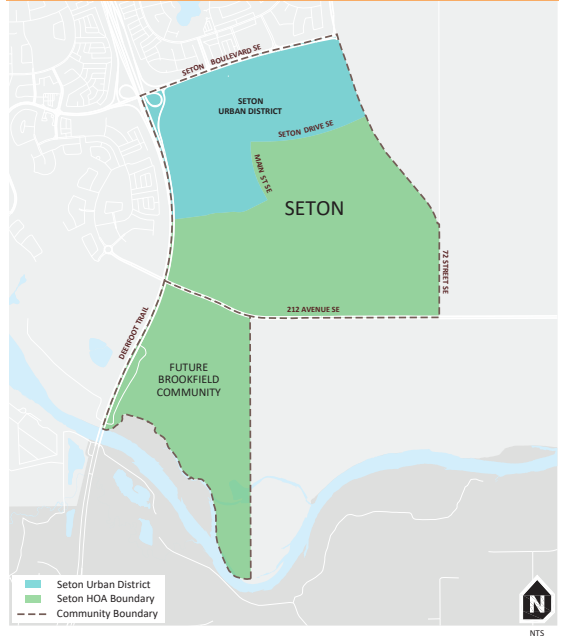 SETON BOULEVARD SE
SETON
URBAN DISTRICT
SETON DRIVE SE
MAIN ST SE
SETON
72 STREET SE
212 AVENUE SE
DEERFOOT TRAIL
FUTURE
BROOKFIELD
COMMUNITY
Seton Urban District
Seton HOA Boundary
Community Boundary
N
NTS